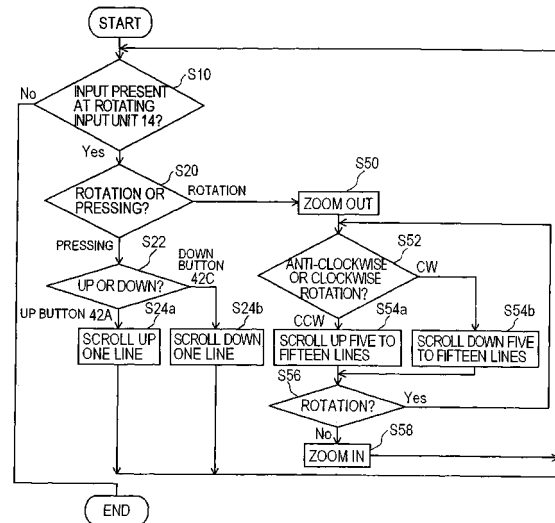 START
S10
No
INPUT PRESENT
AT ROTATING
INPUT UNIT 14?
Yes
S20
ROTATION OR
PRESSING?
ROTATION
S50
ZOOM OUT
PRESSING
S22
UP OR DOWN?
DOWN
BUTTON
42C
S52
ANTI-CLOCKWISE
OR CLOCKWISE
ROTATION?
CW
CCW
UP BUTTON 42A
S24a
SCROLL UP
ONE LINE
S24b
SCROLL DOWN
ONE LINE
S54a
SCROLL UP FIVE TO
FIFTEEN LINES
S54b
SCROLL DOWN FIVE
TO FIFTEEN LINES
S56
ROTATION?
Yes
No
S58
ZOOM IN
END